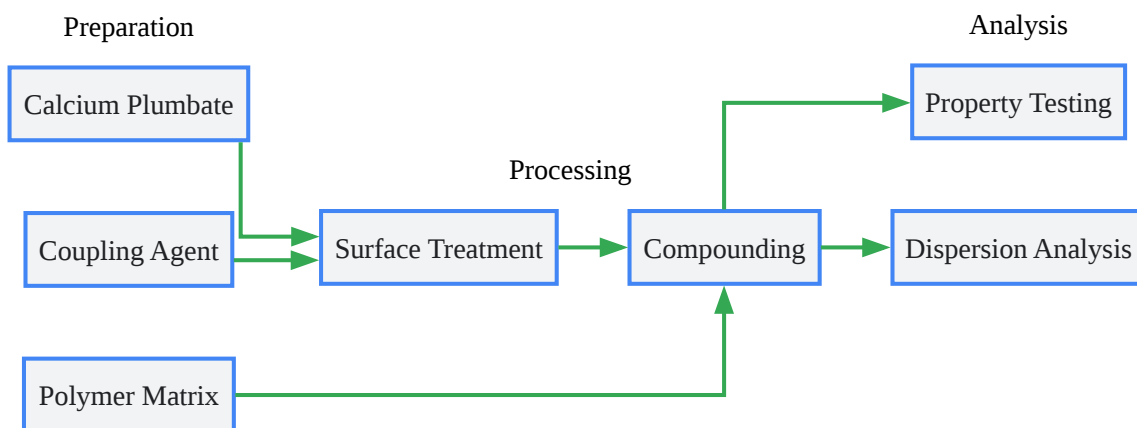 Preparation
Analysis
Calcium Plumbate
Property Testing
Processing
Coupling Agent
Surface Treatment
Compounding
Dispersion Analysis
Polymer Matrix